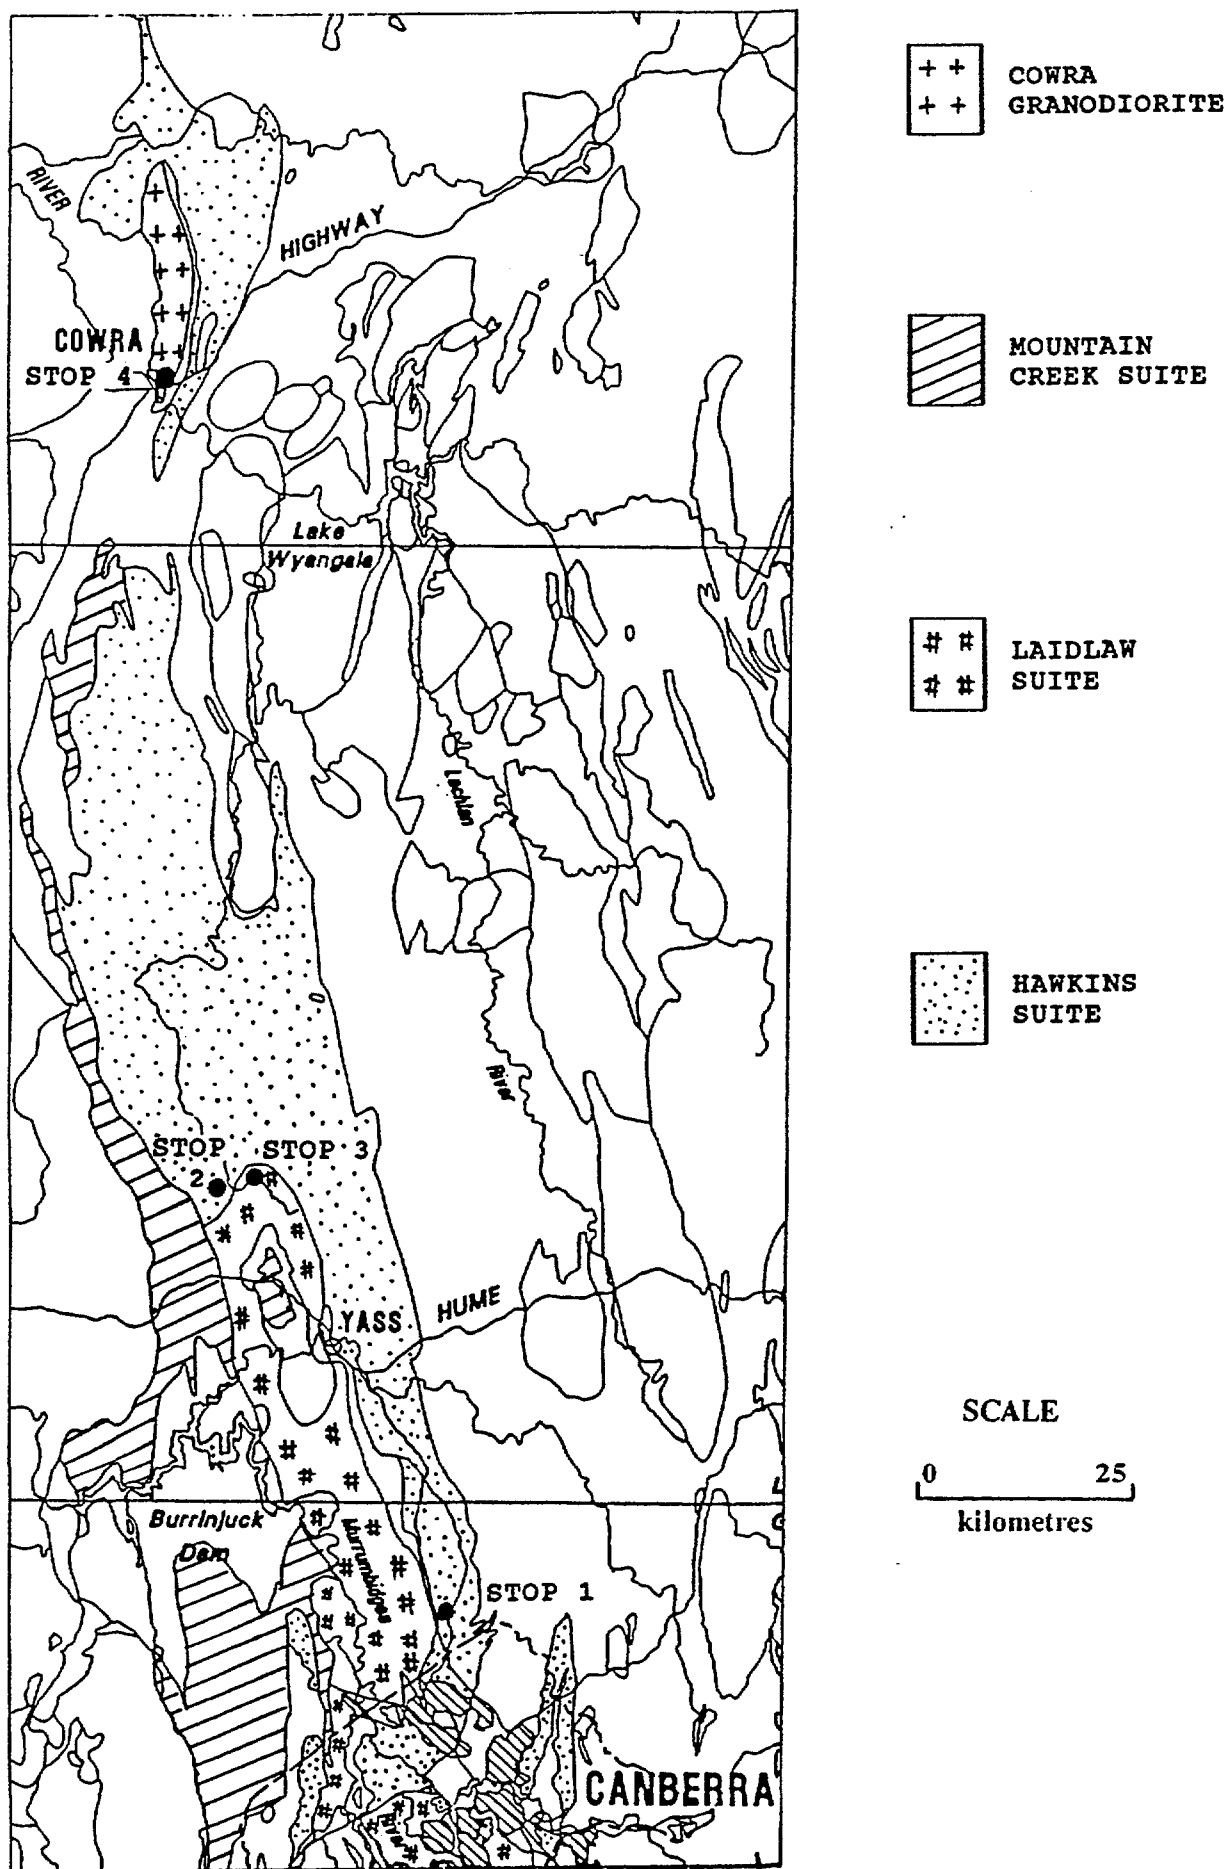 COWRA
GRANODIORITE
RIVER
HIGHWAY
COWRA
STOP 4
MOUNTAIN
CREEK SUITE
Lake
Wyangala
LAIDLAW
SUITE
Lachlan
HAWKINS
SUITE
River
STOP
2
STOP 3
YASS
HUME
SCALE
0 25
kilometres
Burrinjuck
Dam
Murrumbidgee
STOP 1
CANBERRA
River